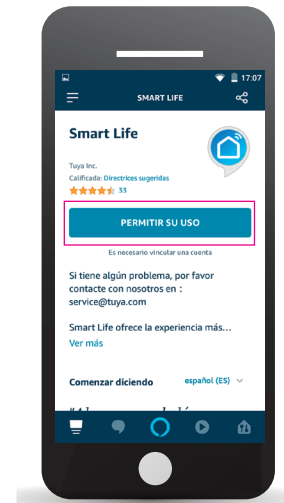 17:07
SMART LIFE
Smart Life
Tuya Inc.
Calificada: Directrices sugeridas
33
PERMITIR SU USO
Es necesario vincular una cuenta
Si tiene algún problema, por favor
contacte con nosotros en :
service@tuya.com
Smart Life ofrece la experiencia más...
Ver más
Comenzar diciendo español (ES)